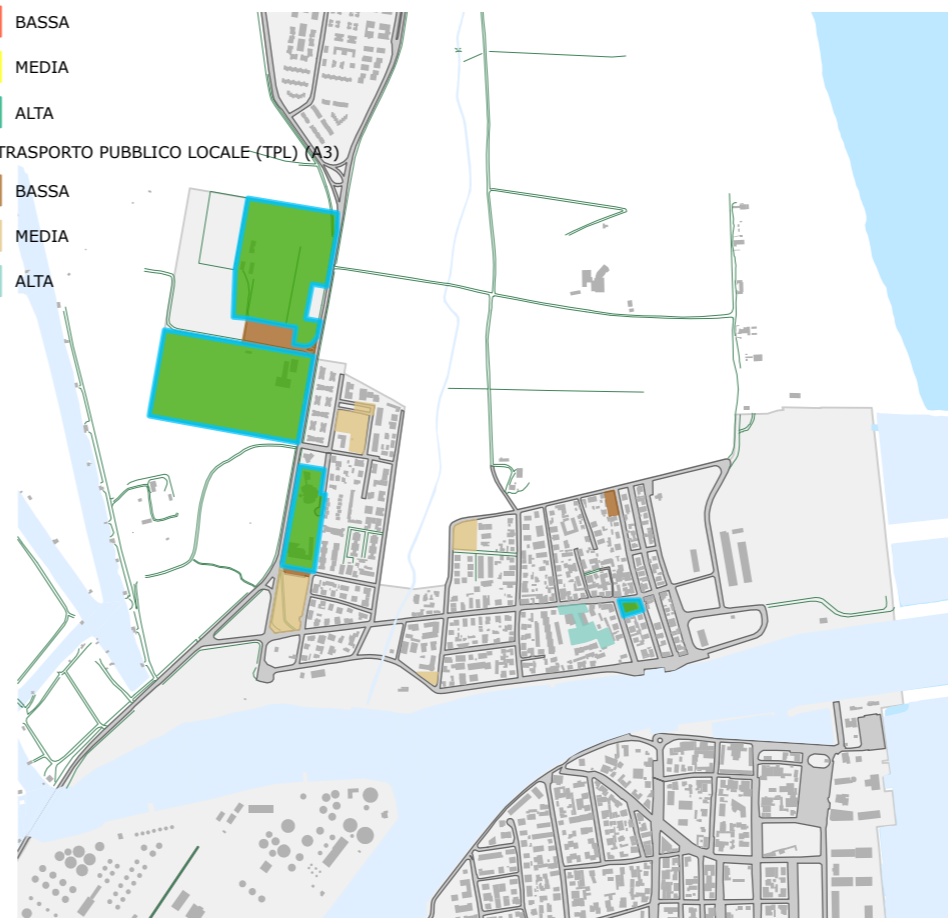 BASSA
MEDIA
ALTA
TRASPORTO PUBBLICO LOCALE (TPL) (A3)
BASSA
MEDIA
ALTA